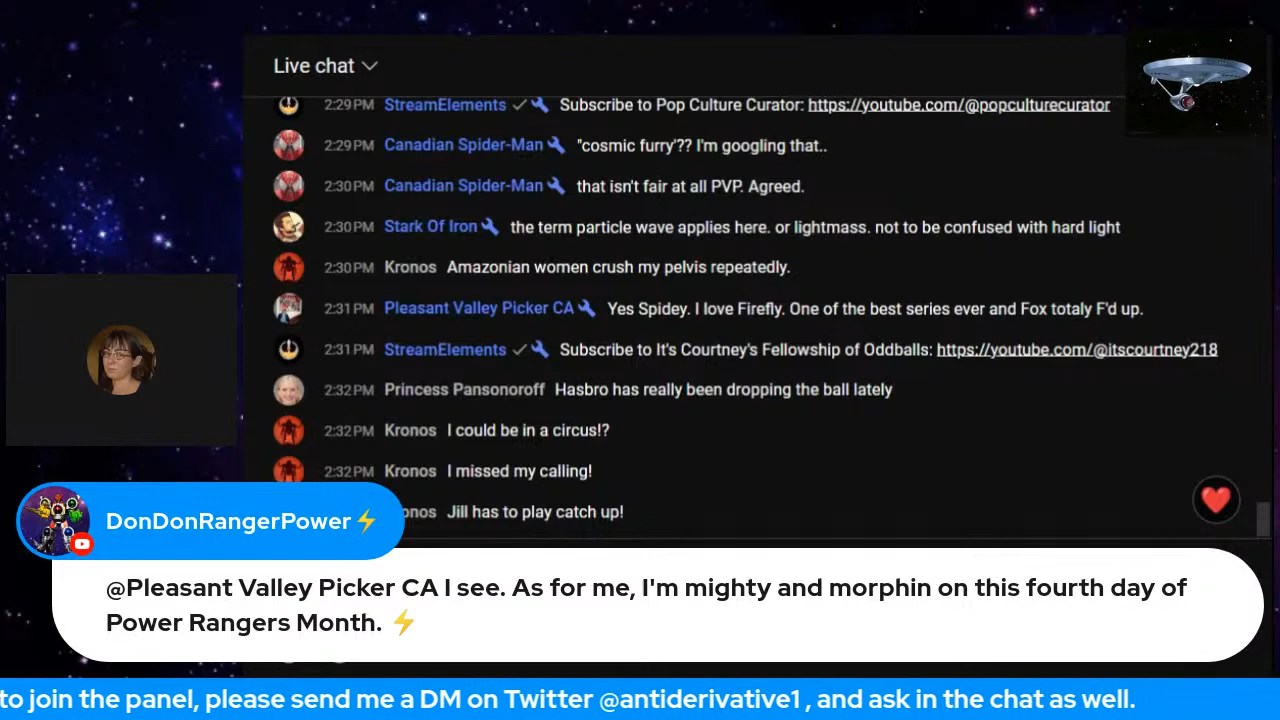 Live chat
2:29 PM StreamElements Subscribe to Pop Culture Curator: https://youtube.com/@popculturecurator
2:29 PM Canadian Spider-Man "cosmic furry'?? I'm googling that..
2:30 PM Canadian Spider-Man that isn't fair at all PVP. Agreed.
2:30 PM Stark Of Iron the term particle wave applies here. or lightmass. not to be confused with hard light
2:30 PM Kronos Amazonian women crush my pelvis repeatedly.
2:31 PM Pleasant Valley Picker CA Yes Spidey. I love Firefly. One of the best series ever and Fox totaly F'd up.
2:31 PM StreamElements Subscribe to It's Courtney's Fellowship of Oddballs: https://youtube.com/@itscourtney218
2:32 PM Princess Pansonoroff Hasbro has really been dropping the ball lately
2:32 PM Kronos I could be in a circus!?
2:32 PM Kronos I missed my calling!
onos Jill has to play catch up!
DonDonRangerPower⚡
@Pleasant Valley Picker CA I see. As for me, I'm mighty and morphin on this fourth day of
Power Rangers Month. ⚡
to join the panel, please send me a DM on Twitter @antiderivative1 , and ask in the chat as well.